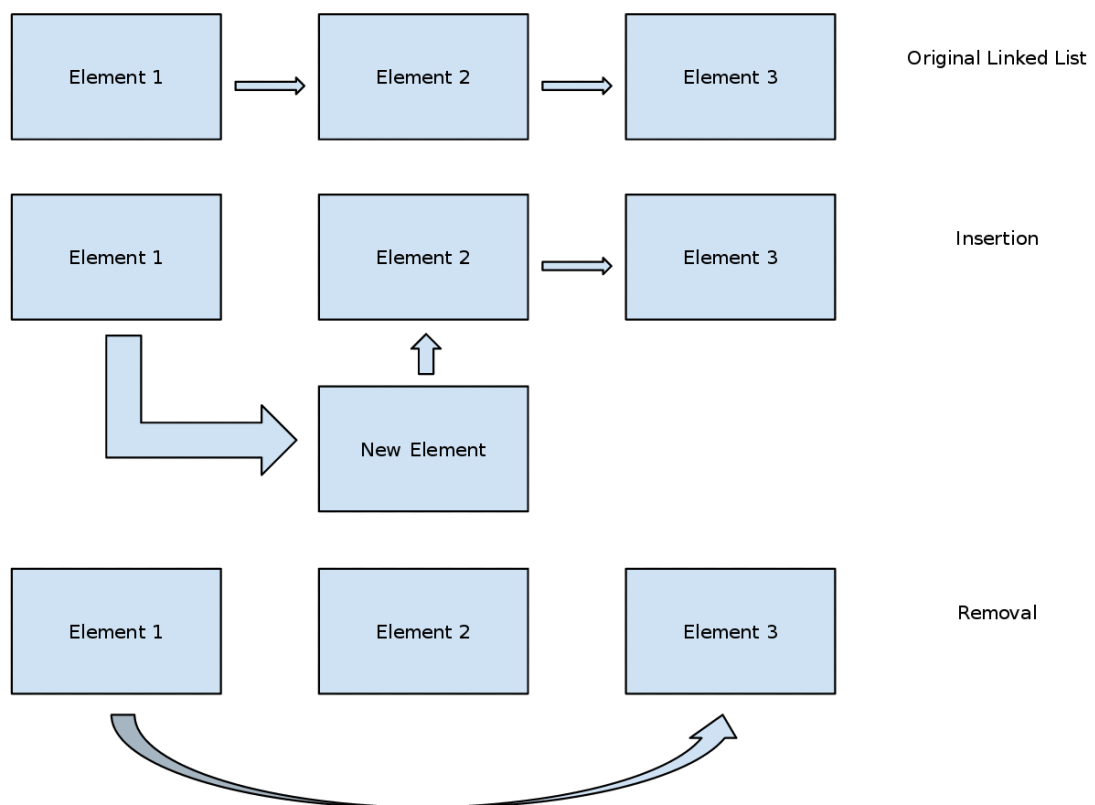 Element 1
Element 2
Element 3
Original Linked List
Element 1
Element 2
Element 3
Insertion
New Element
Element 1
Element 2
Element 3
Removal